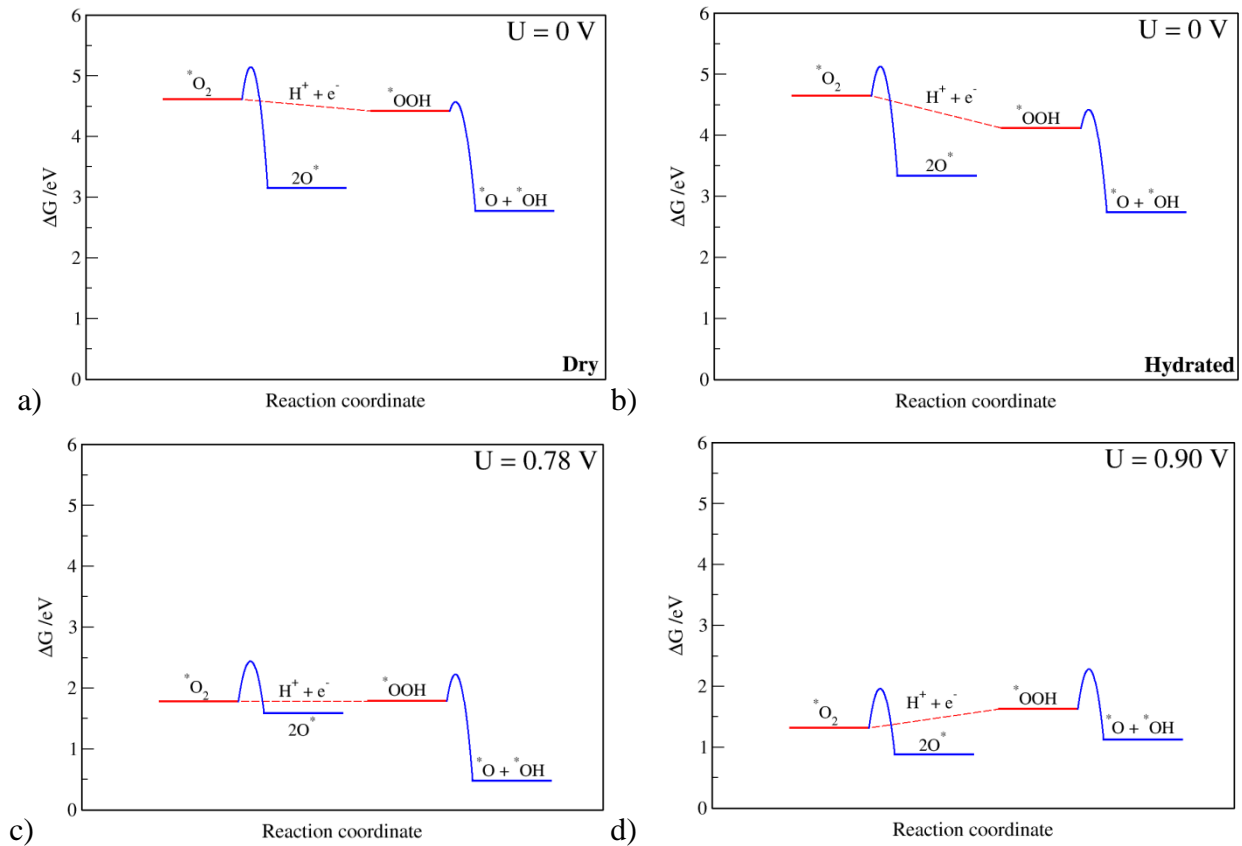 U = 0 V
6
5
4
3
2
1
0
ΔG /eV
*O2
H+ + e-
*OOH
2O*
*O + *OH
Dry
Reaction coordinate
a)
U = 0 V
6
5
4
3
2
1
0
ΔG /eV
*O2
H+ + e-
*OOH
2O*
*O + *OH
Hydrated
Reaction coordinate
b)
U = 0.78 V
6
5
4
3
2
1
0
ΔG /eV
*O2
H+ + e-
*OOH
2O*
*O + *OH
Reaction coordinate
c)
U = 0.90 V
6
5
4
3
2
1
0
ΔG /eV
*O2
H+ + e-
*OOH
2O*
*O + *OH
Reaction coordinate
d)